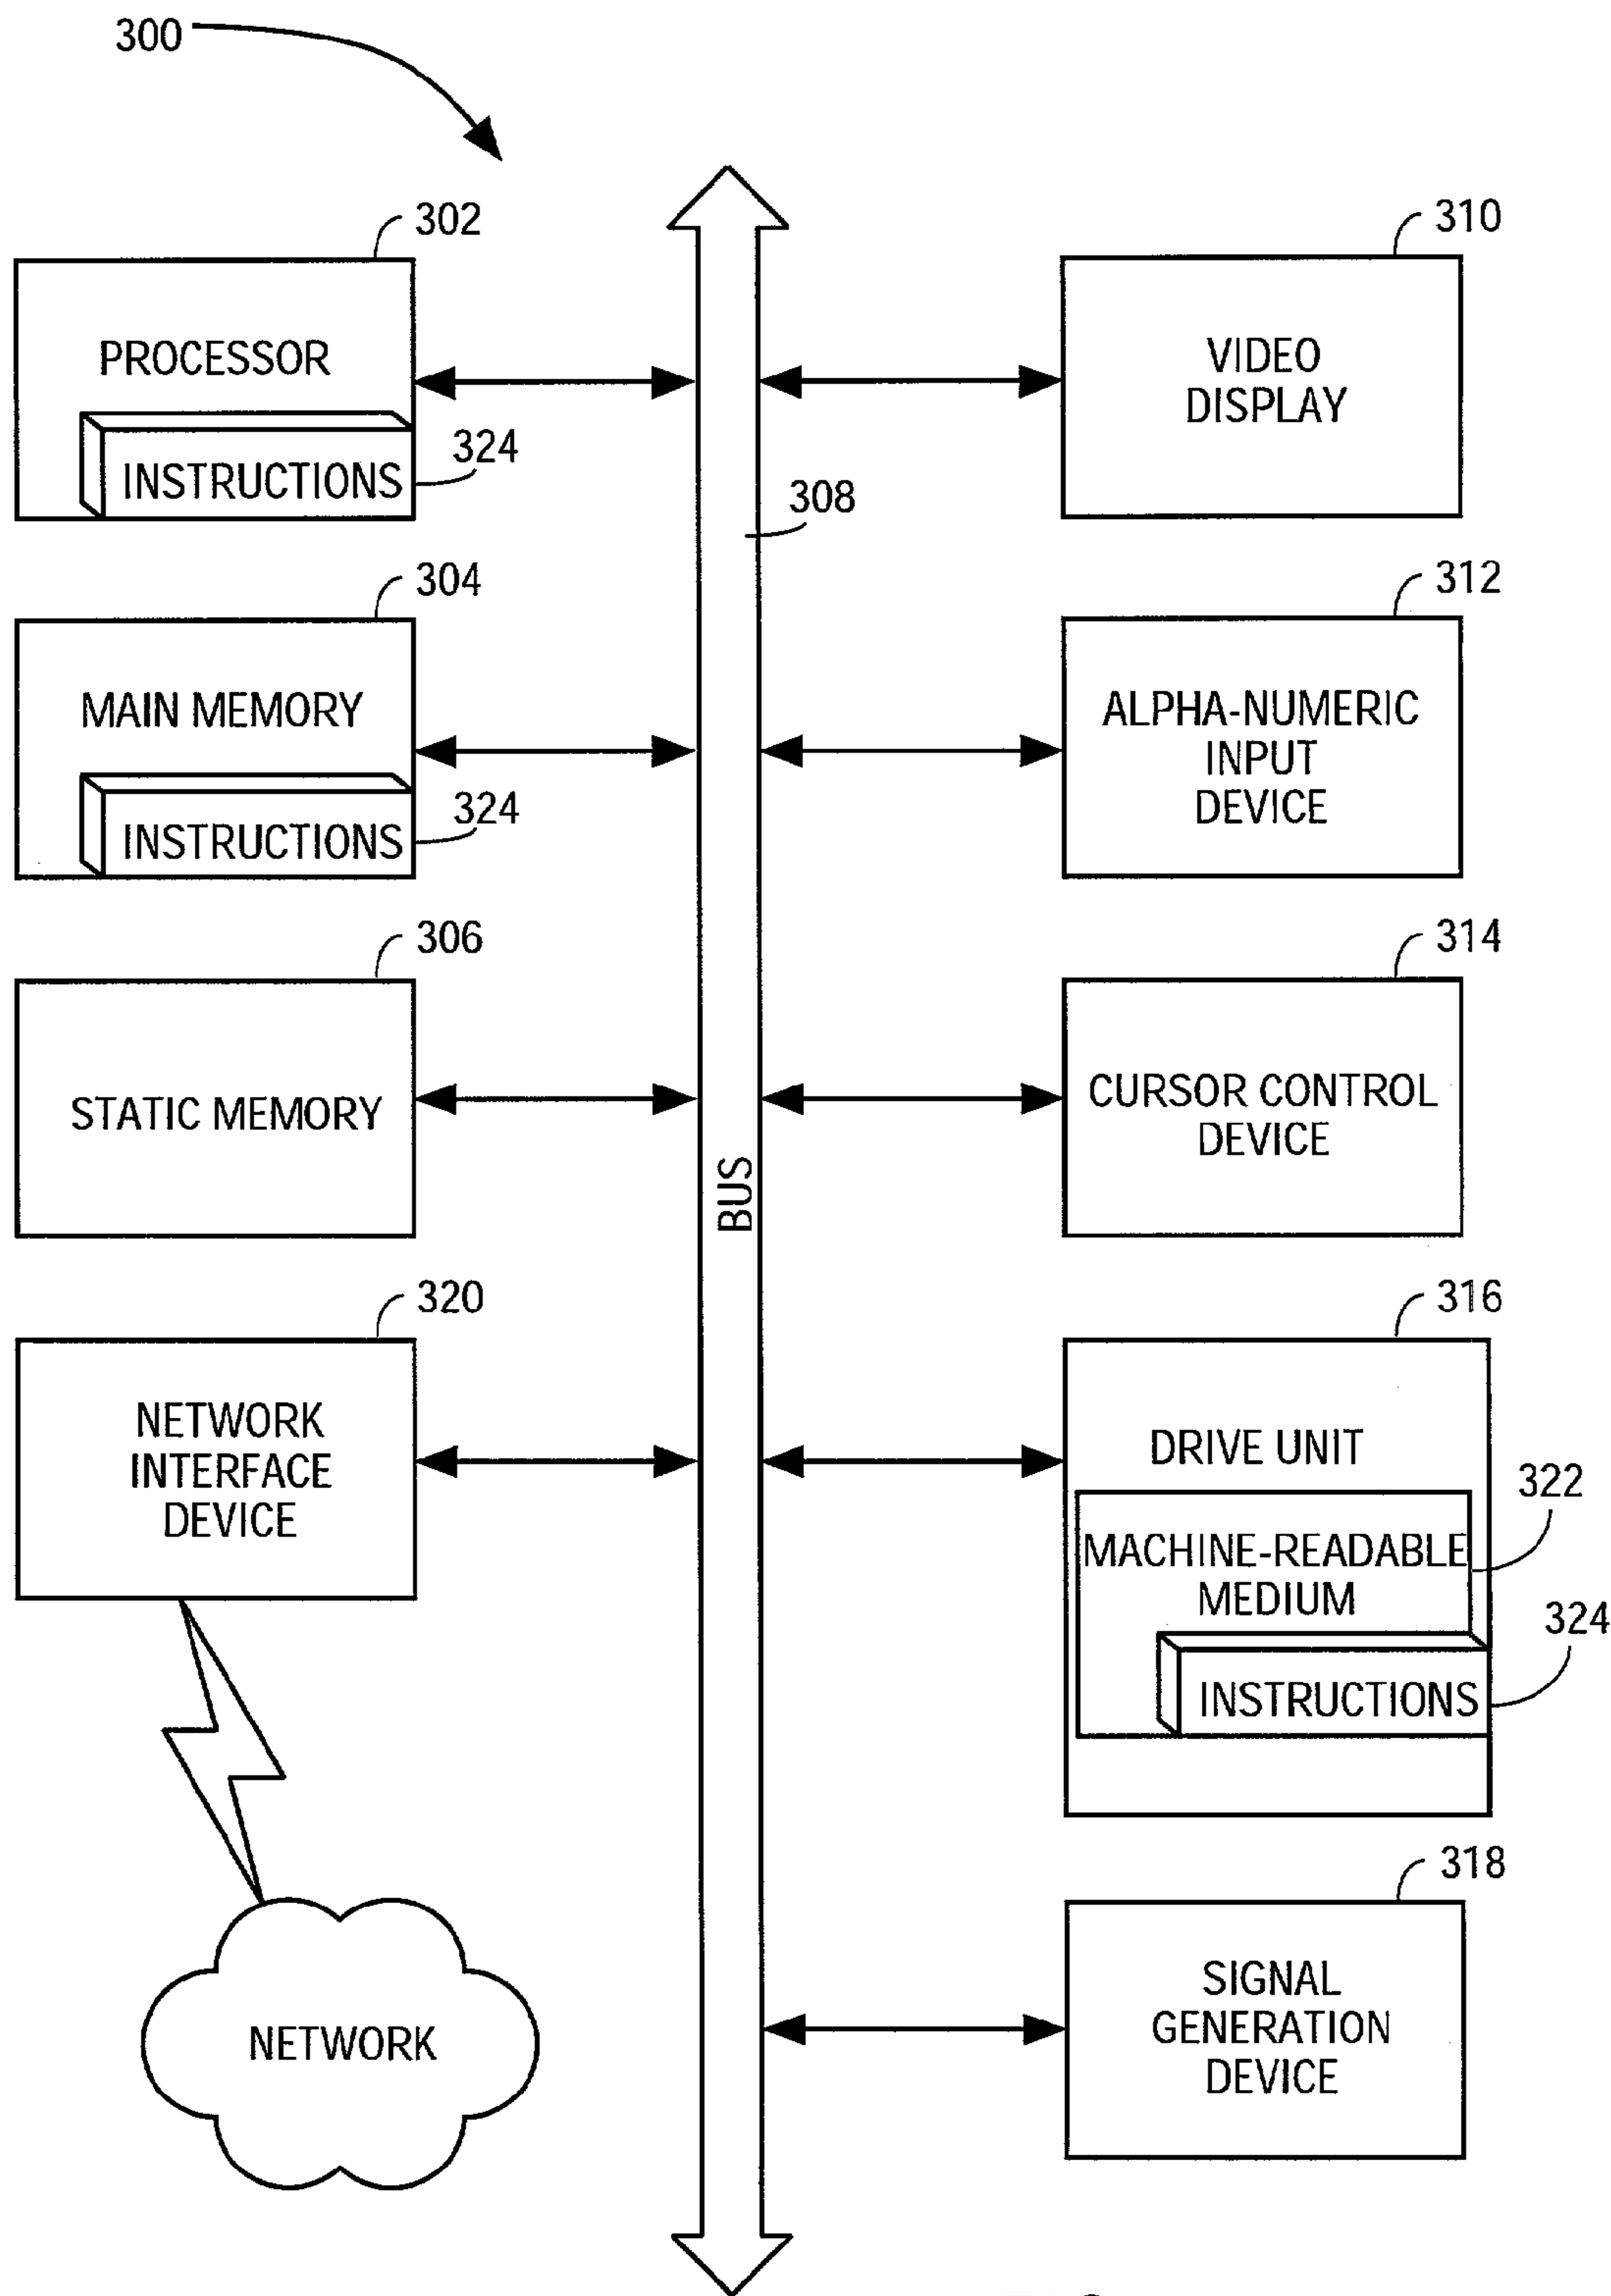 300
302
PROCESSOR
INSTRUCTIONS
324
304
MAIN MEMORY
INSTRUCTIONS
324
306
STATIC MEMORY
320
NETWORK
INTERFACE
DEVICE
NETWORK
308
BUS
310
VIDEO
DISPLAY
312
ALPHA-NUMERIC
INPUT
DEVICE
314
CURSOR CONTROL
DEVICE
316
DRIVE UNIT
322
MACHINE-READABLE
MEDIUM
324
INSTRUCTIONS
318
SIGNAL
GENERATION
DEVICE